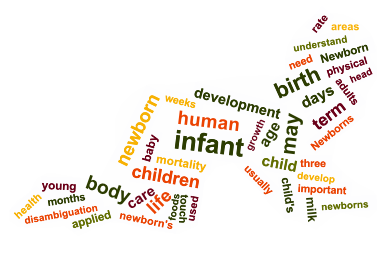 rate
areas
understand
need
Newborn
physical
head
birth
days
adults
term
Newborns
development
weeks
newborn
human
growth
age
may
infant
baby
mortality
child
three
children
usually
develop
important
child's
milk
newborns
young
body
care
life
foods
touch
used
health
months
disambiguation
applied
newborn's